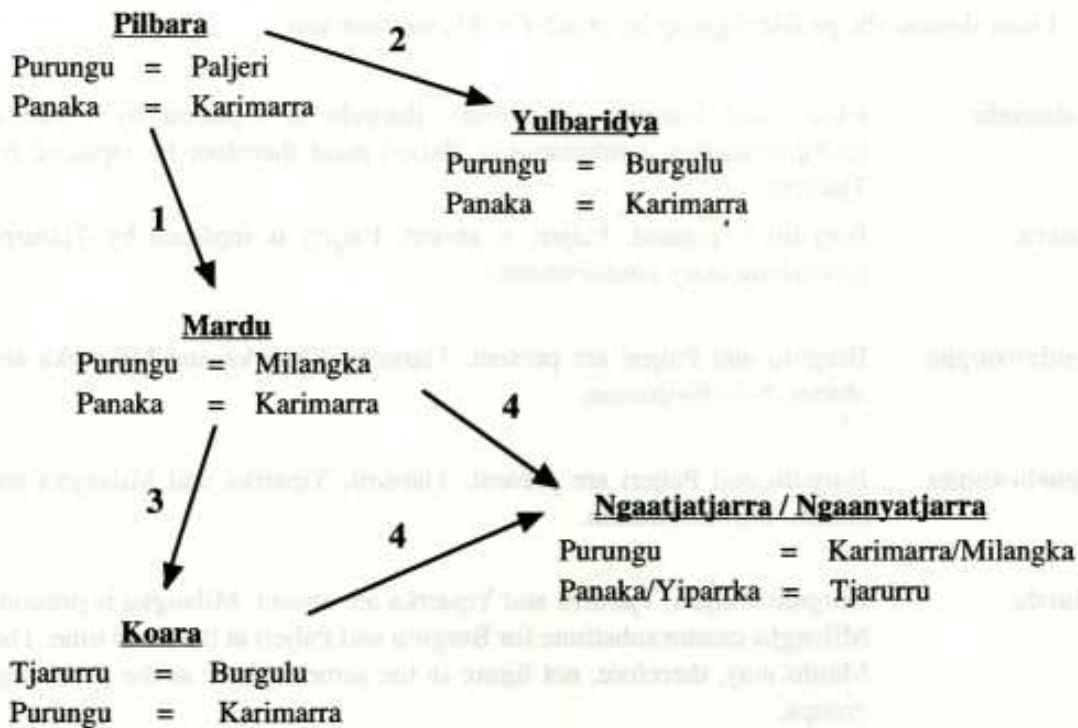 Pilbara
Purungu = Paljeri
Panaka = Karimarra
2
Yulbaridya
Purungu = Burgulu
Panaka = Karimarra
1
Mardu
Purungu = Milangka
Panaka = Karimarra
4
3
Ngaatjatjarra / Ngaanyatjarra
Purungu = Karimarra/Milangka
Panaka/Yiparrka = Tjarurru
4
Koara
Tjarurru = Burgulu
Purungu = Karimarra